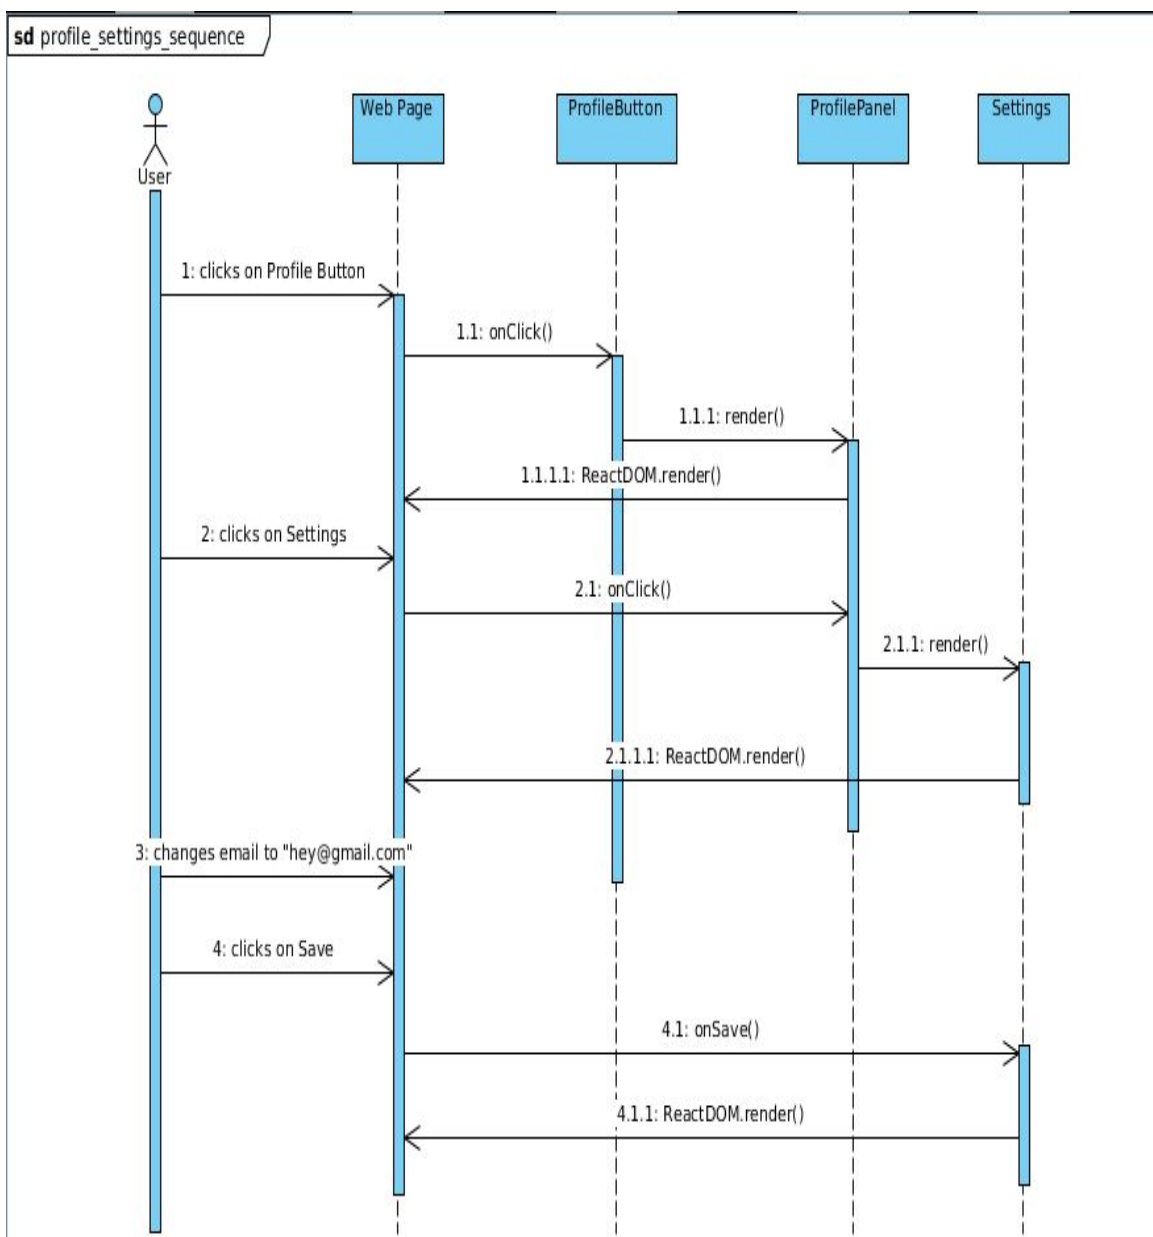 sd profile_settings_sequence
Web Page
ProfileButton
ProfilePanel
Settings
User
1: clicks on Profile Button
1.1: onClick()
1.1.1: render()
1.1.1.1: ReactDOM.render()
2: clicks on Settings
2.1: onClick()
2.1.1: render()
2.1.1.1: ReactDOM.render()
3: changes email to "hey@gmail.com"
4: clicks on Save
4.1: onSave()
4.1.1: ReactDOM.render()